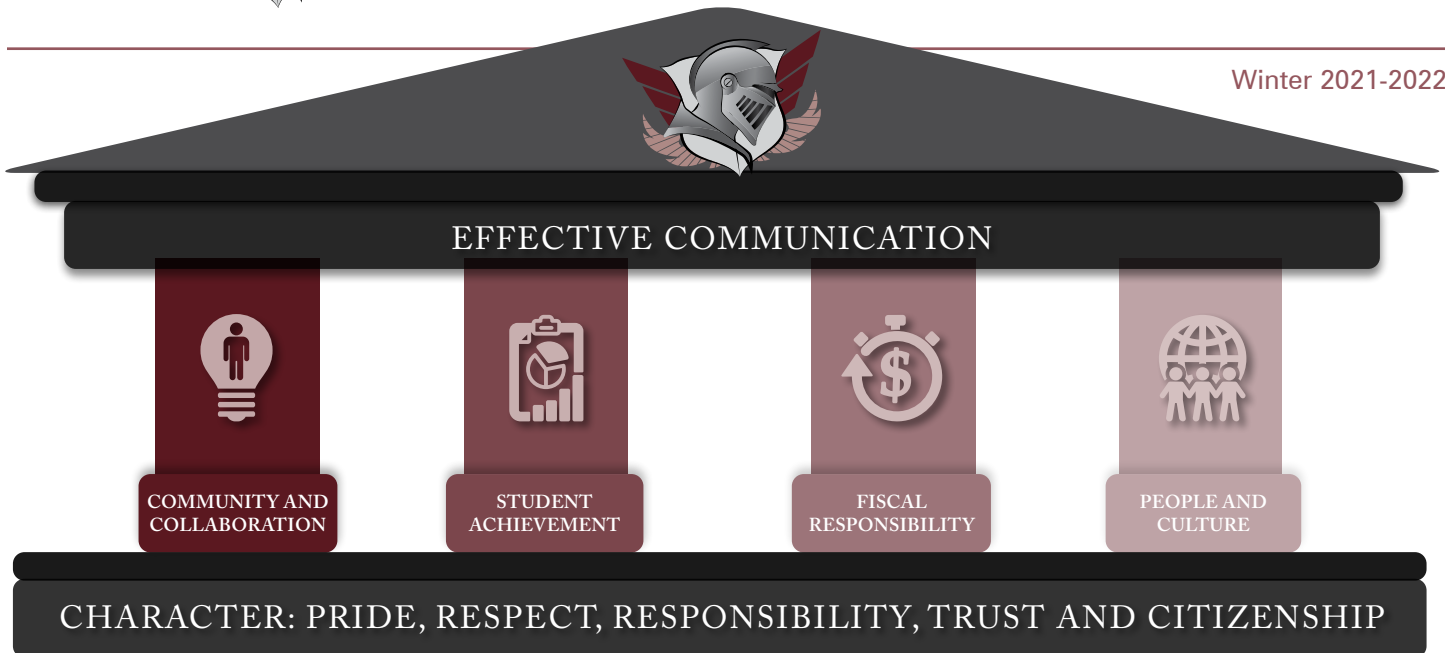 Winter 2021-2022
EFFECTIVE COMMUNICATION
$
COMMUNITY AND
COLLABORATION
STUDENT
ACHIEVEMENT
FISCAL
RESPONSIBILITY
PEOPLE AND
CULTURE
CHARACTER: PRIDE, RESPECT, RESPONSIBILITY, TRUST AND CITIZENSHIP